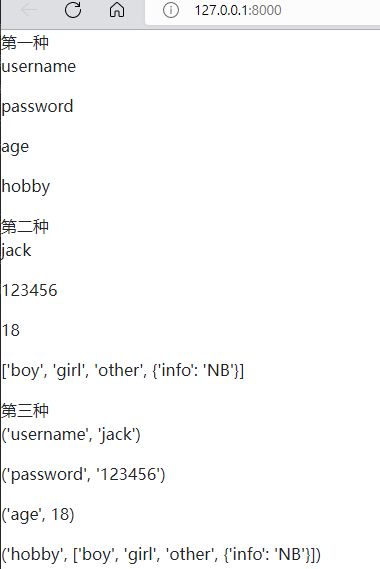 127.0.0.1:8000
第一种
username
password
age
hobby
第二种
jack
123456
18
['boy', 'girl', 'other', {'info': 'NB'}]
第三种
('username', 'jack')
('password', '123456')
('age', 18)
('hobby', ['boy', 'girl', 'other', {'info': 'NB'}])